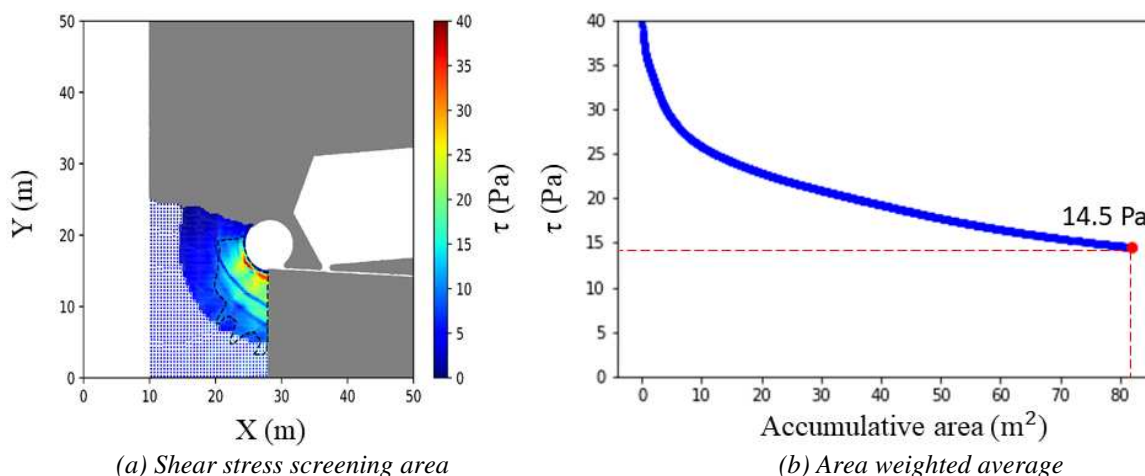 50
40
30
20
10
0
Y (m)
0 10 20 30 40 50
X (m)
40
35
30
25
20
15
10
5
0
τ (Pa)
(a) Shear stress screening area
40
35
30
25
20
15
10
5
0
τ (Pa)
14.5 Pa
0 10 20 30 40 50 60 70 80
Accumulative area (m²)
(b) Area weighted average